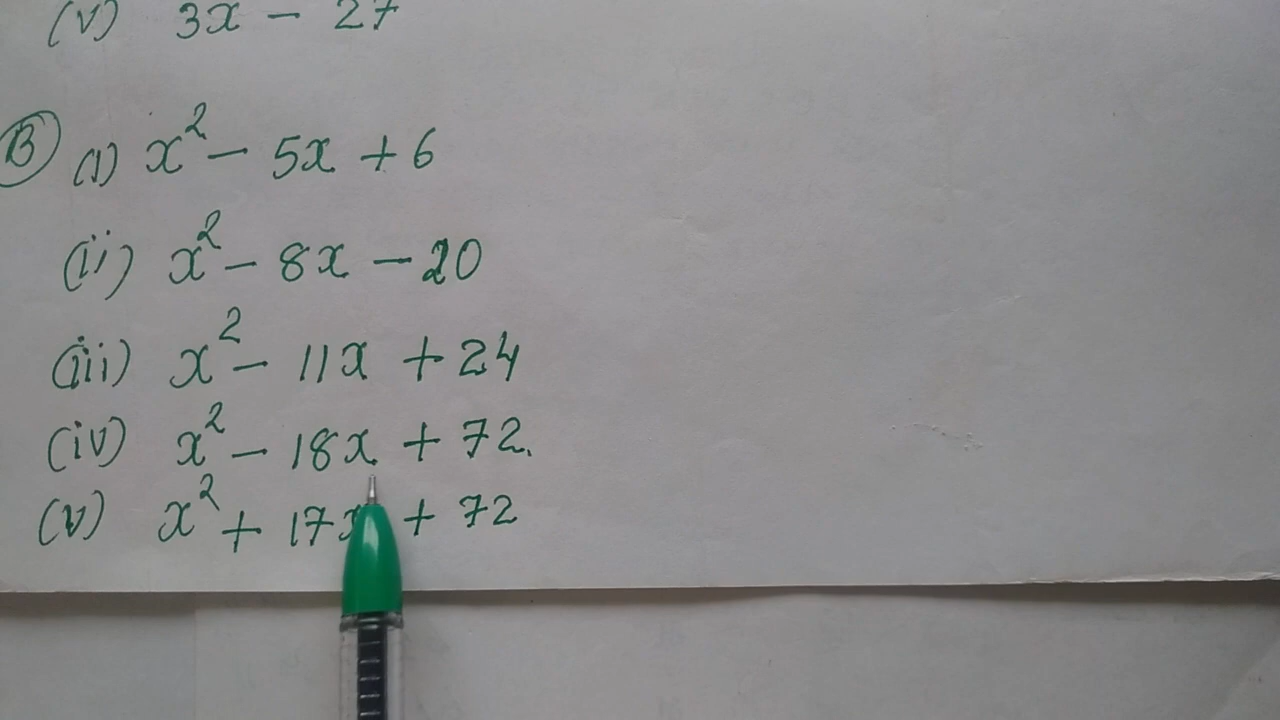 (v) 3x - 27
(B) (i) x² - 5x + 6
(ii) x² - 8x - 20
(iii) x² - 11x + 24
(iv) x² - 18x + 72.
(v) x² + 17x + 72